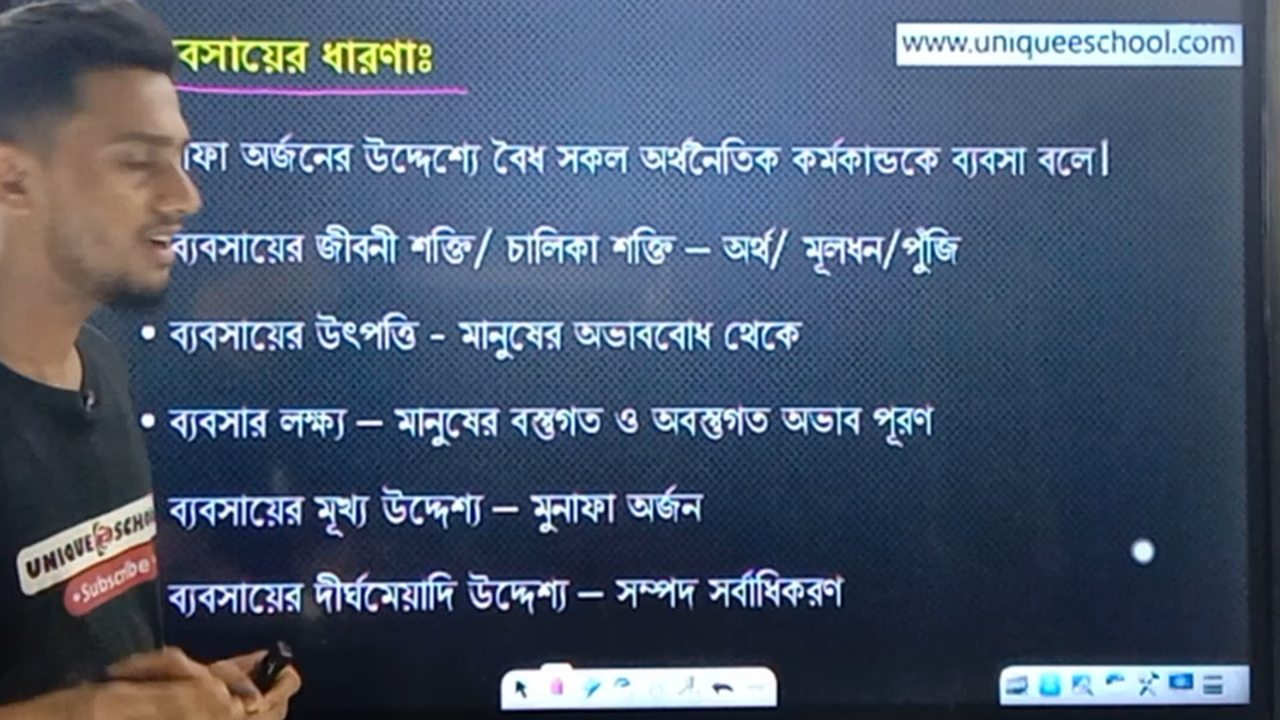 বসায়ের ধারণাঃ
www.uniqueeschool.com
অর্জনের উদ্দেশ্যে বৈধ সকল অর্থনৈতিক কর্মকান্ডকে ব্যবসা বলে।
ব্যবসায়ের জীবনী শক্তি/ চালিকা শক্তি – অর্থ/ মূলধন/পুঁজি
• ব্যবসায়ের উৎপত্তি - মানুষের অভাববোধ থেকে
• ব্যবসার লক্ষ্য – মানুষের বস্তুগত ও অবস্তুগত অভাব পূরণ
ব্যবসায়ের মূখ্য উদ্দেশ্য – মুনাফা অর্জন
ব্যবসায়ের দীর্ঘমেয়াদি উদ্দেশ্য – সম্পদ সর্বাধিকরণ
UNIQUE@SCHOO
Subscribe